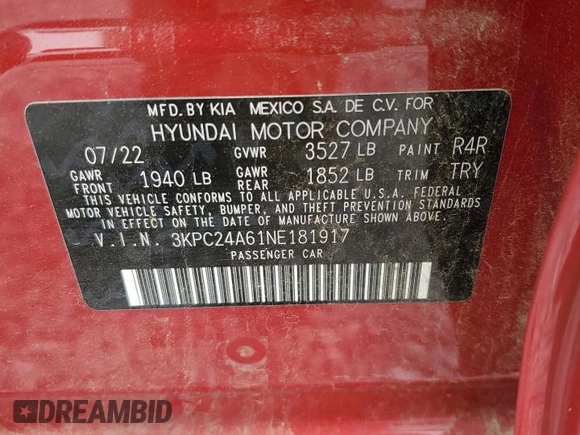 MFD. BY KIA MEXICO S.A. DE C.V. FOR
HYUNDAI MOTOR COMPANY
07/22 GVWR 3527 LB PAINT R4R
GAWR FRONT 1940 LB GAWR REAR 1852 LB TRIM TRY
THIS VEHICLE CONFORMS TO ALL APPLICABLE U.S.A. FEDERAL
MOTOR VEHICLE SAFETY, BUMPER, AND THEFT PREVENTION STANDARDS
IN EFFECT ON THE DATE OF MANUFACTURE SHOWN ABOVE.
V.I.N. 3KPC24A61NE181917
PASSENGER CAR
DREAMBID